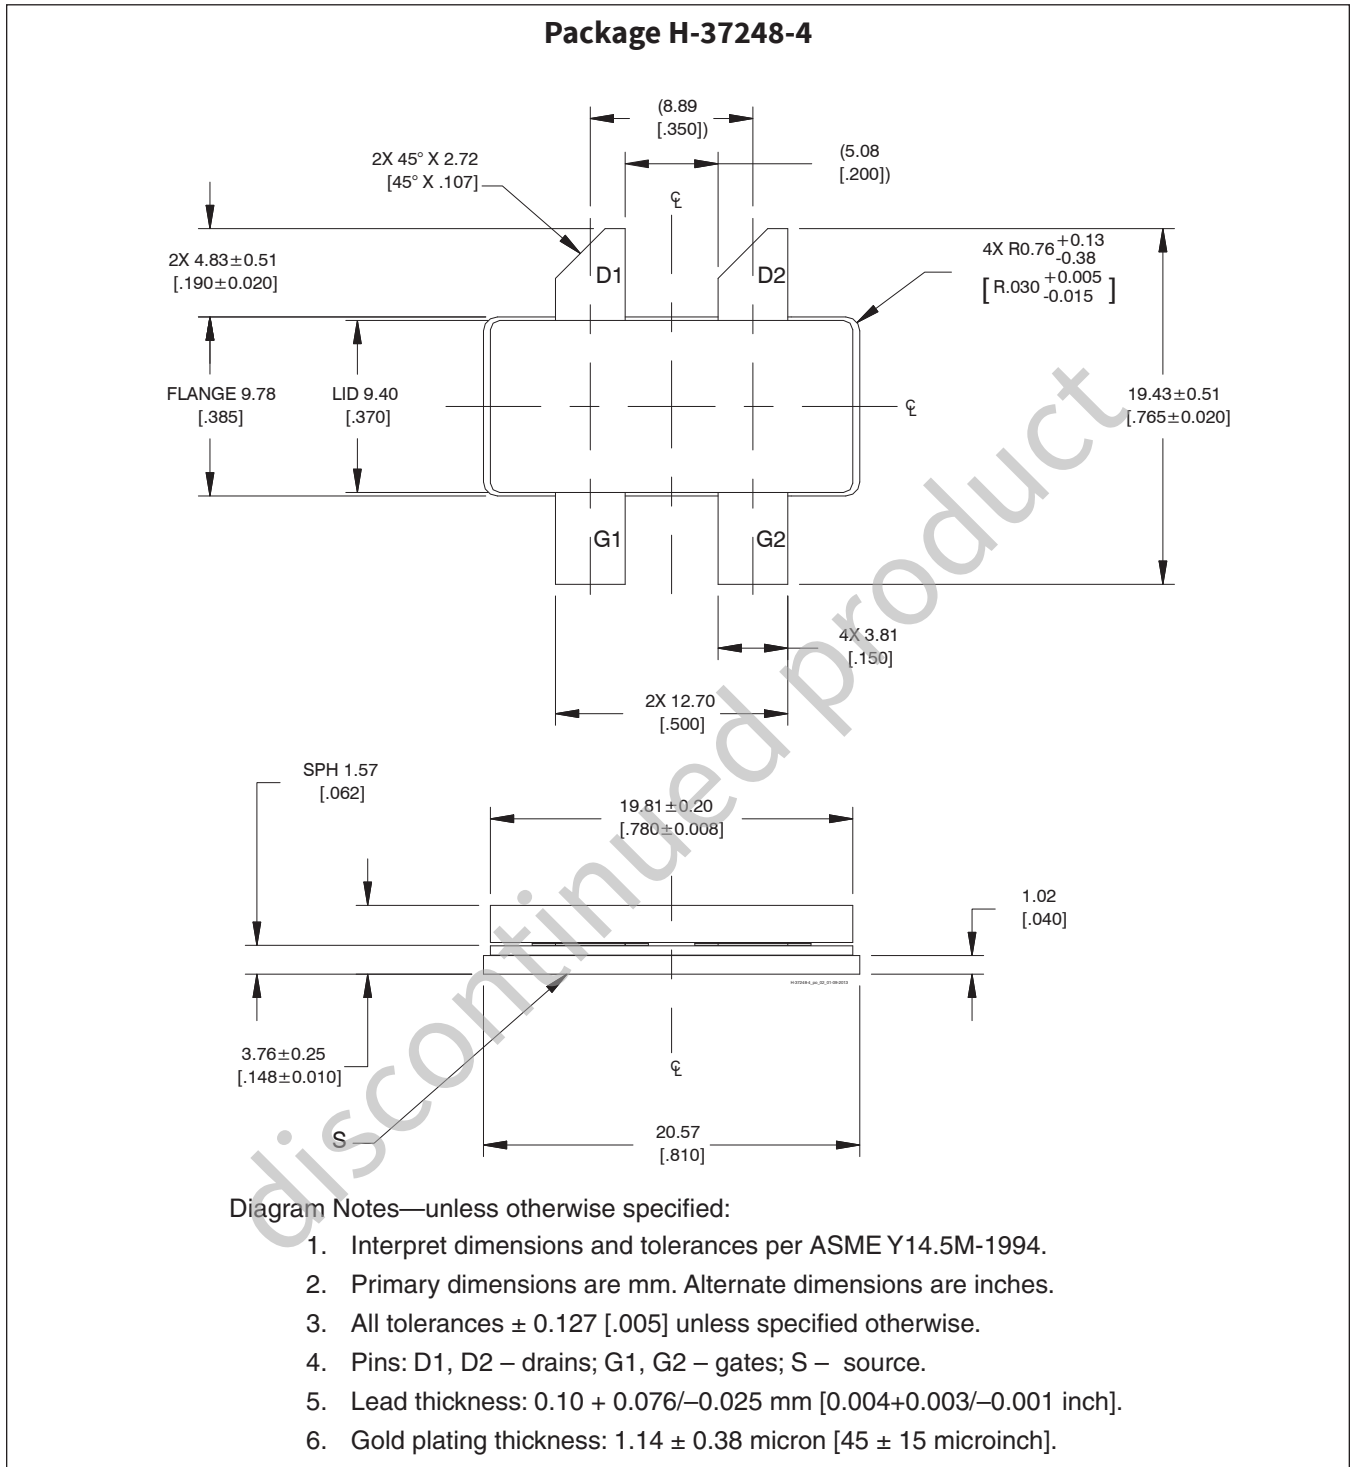 Package H-37248-4
(8.89
[.350])
2X 45° X 2.72
[45° X .107]
(5.08
[.200])
℄
2X 4.83±0.51
[.190±0.020]
D1
D2
4X R0.76 +0.13
-0.38
[ R.030 +0.005
-0.015 ]
FLANGE 9.78
[.385]
LID 9.40
[.370]
℄
19.43±0.51
[.765±0.020]
G1
G2
4X 3.81
[.150]
2X 12.70
[.500]
SPH 1.57
[.062]
19.81±0.20
[.780±0.008]
1.02
[.040]
H-37248-4_po_02_01-09-2013
3.76±0.25
[.148±0.010]
℄
S
20.57
[.810]
discontinued product
Diagram Notes—unless otherwise specified:
1. Interpret dimensions and tolerances per ASME Y14.5M-1994.
2. Primary dimensions are mm. Alternate dimensions are inches.
3. All tolerances ± 0.127 [.005] unless specified otherwise.
4. Pins: D1, D2 – drains; G1, G2 – gates; S – source.
5. Lead thickness: 0.10 + 0.076/–0.025 mm [0.004+0.003/–0.001 inch].
6. Gold plating thickness: 1.14 ± 0.38 micron [45 ± 15 microinch].